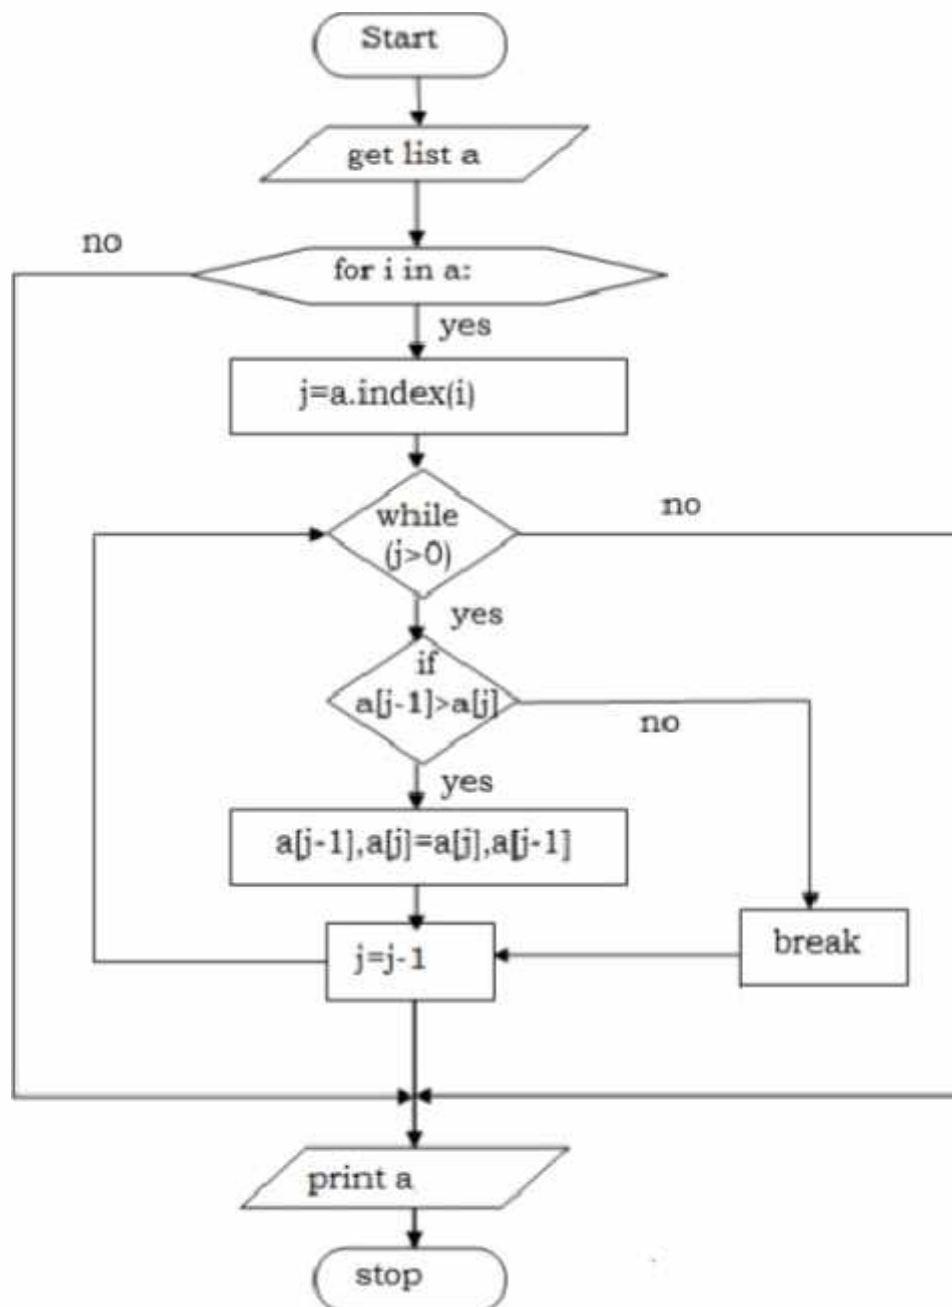 Start
get list a
no
for i in a:
yes
j=a.index(i)
while
(j>0)
no
yes
if
a[j-1]>a[j]
no
yes
a[j-1],a[j]=a[j],a[j-1]
break
j=j-1
print a
stop